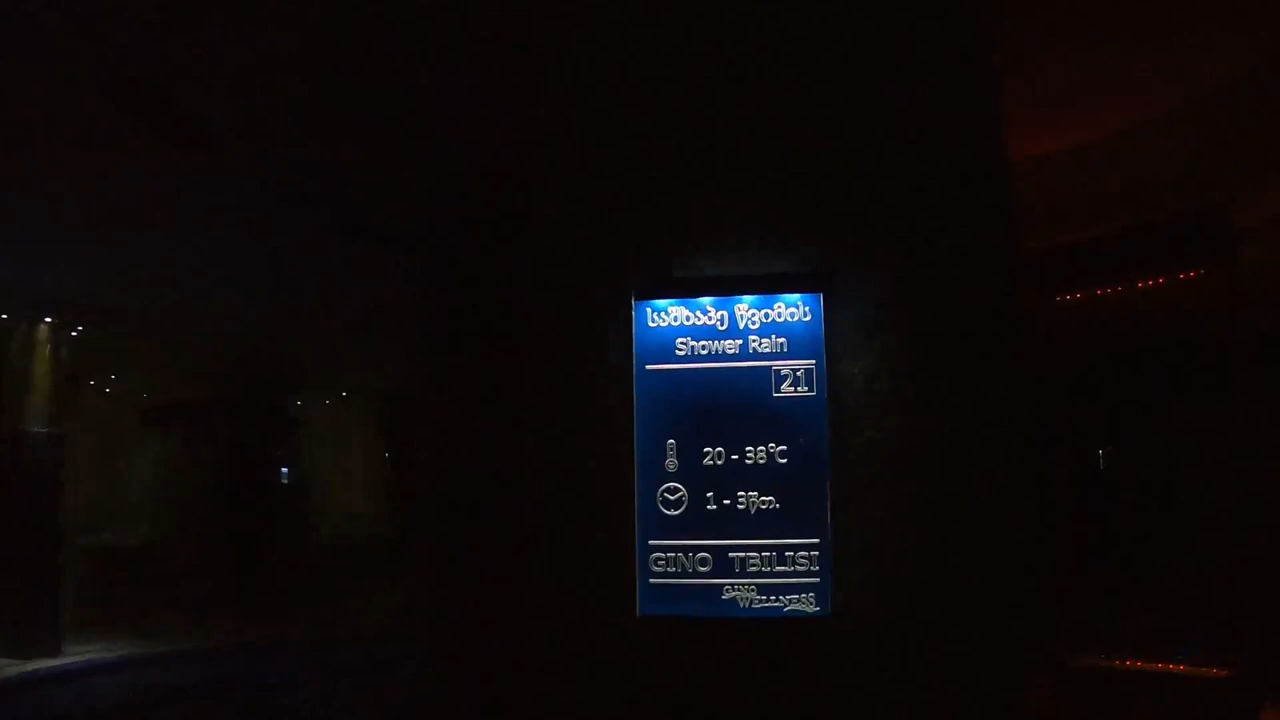 საშხაპე წვიმის
Shower Rain
21
20 - 38°C
1 - 3წთ.
GINO TBILISI
GINO
WELLNESS